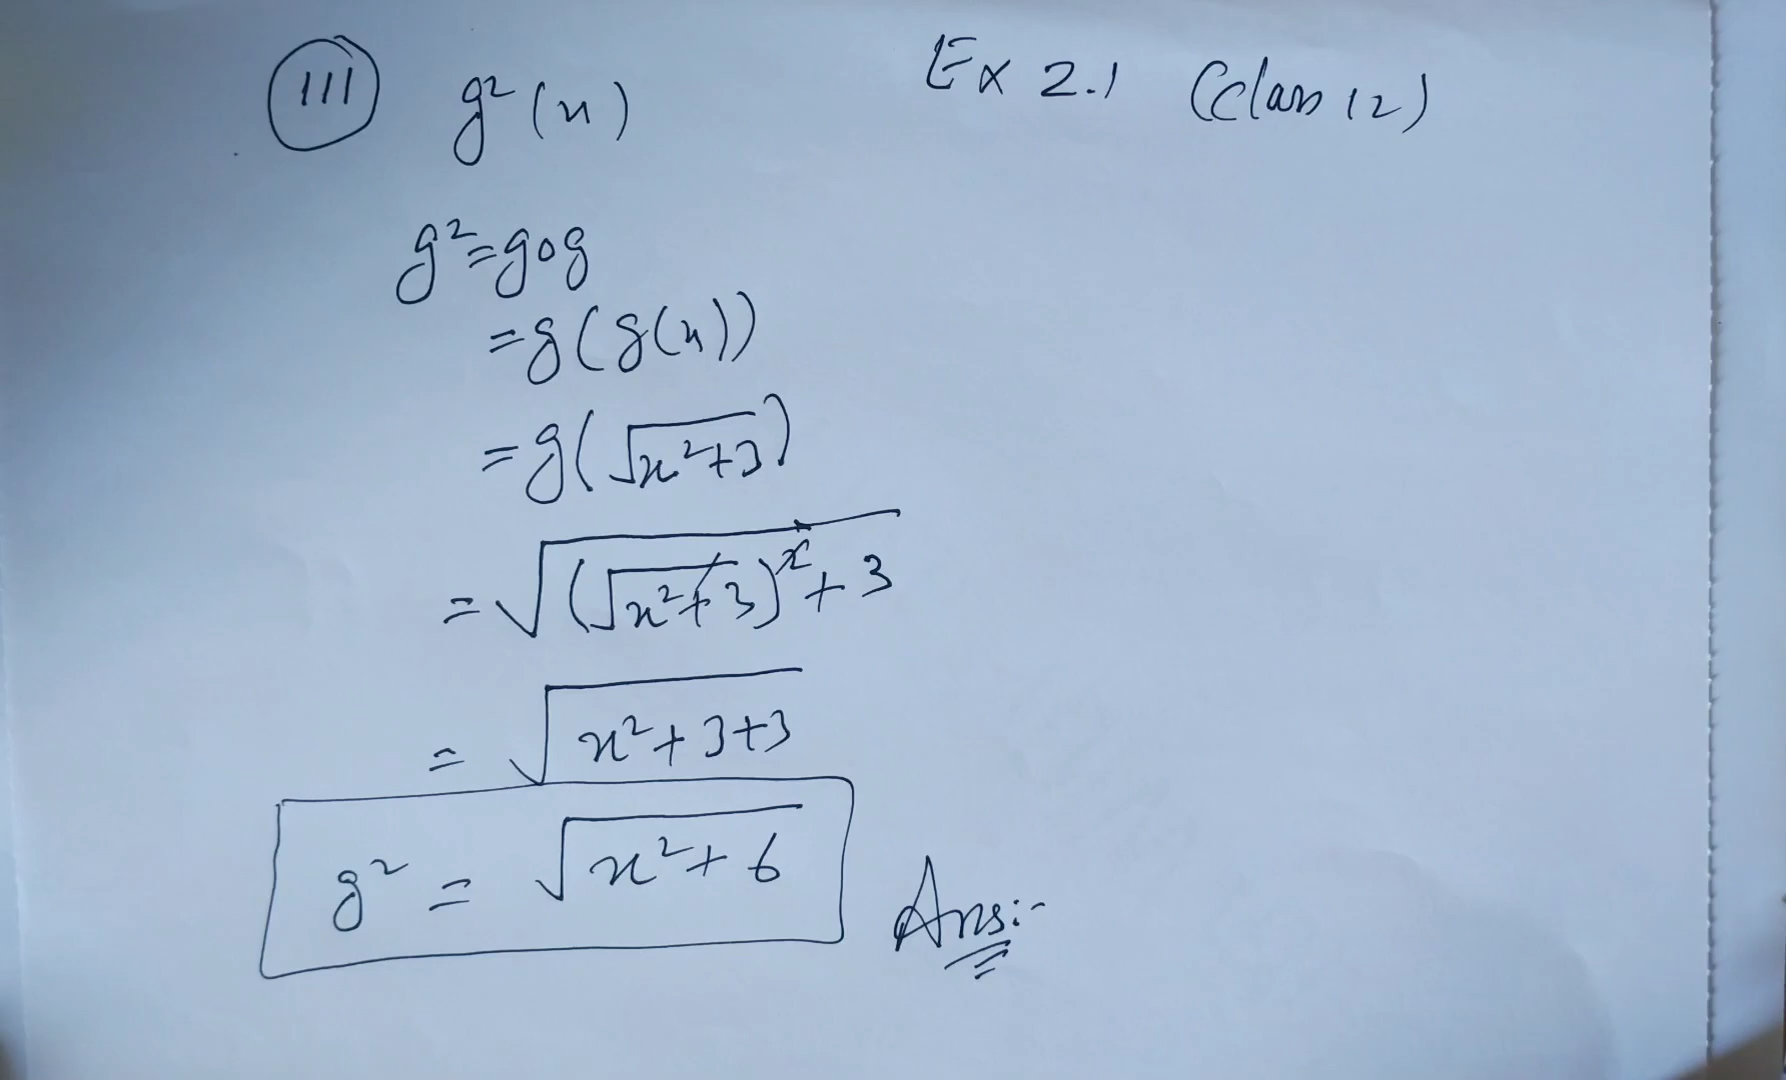 III g²(x) Ex 2.1 (Class 12)
g² = gog
= g(g(x))
= g(√x²+3)
= √(√x²+3)² + 3
= √x²+3+3
g² = √x²+6 Ans:-